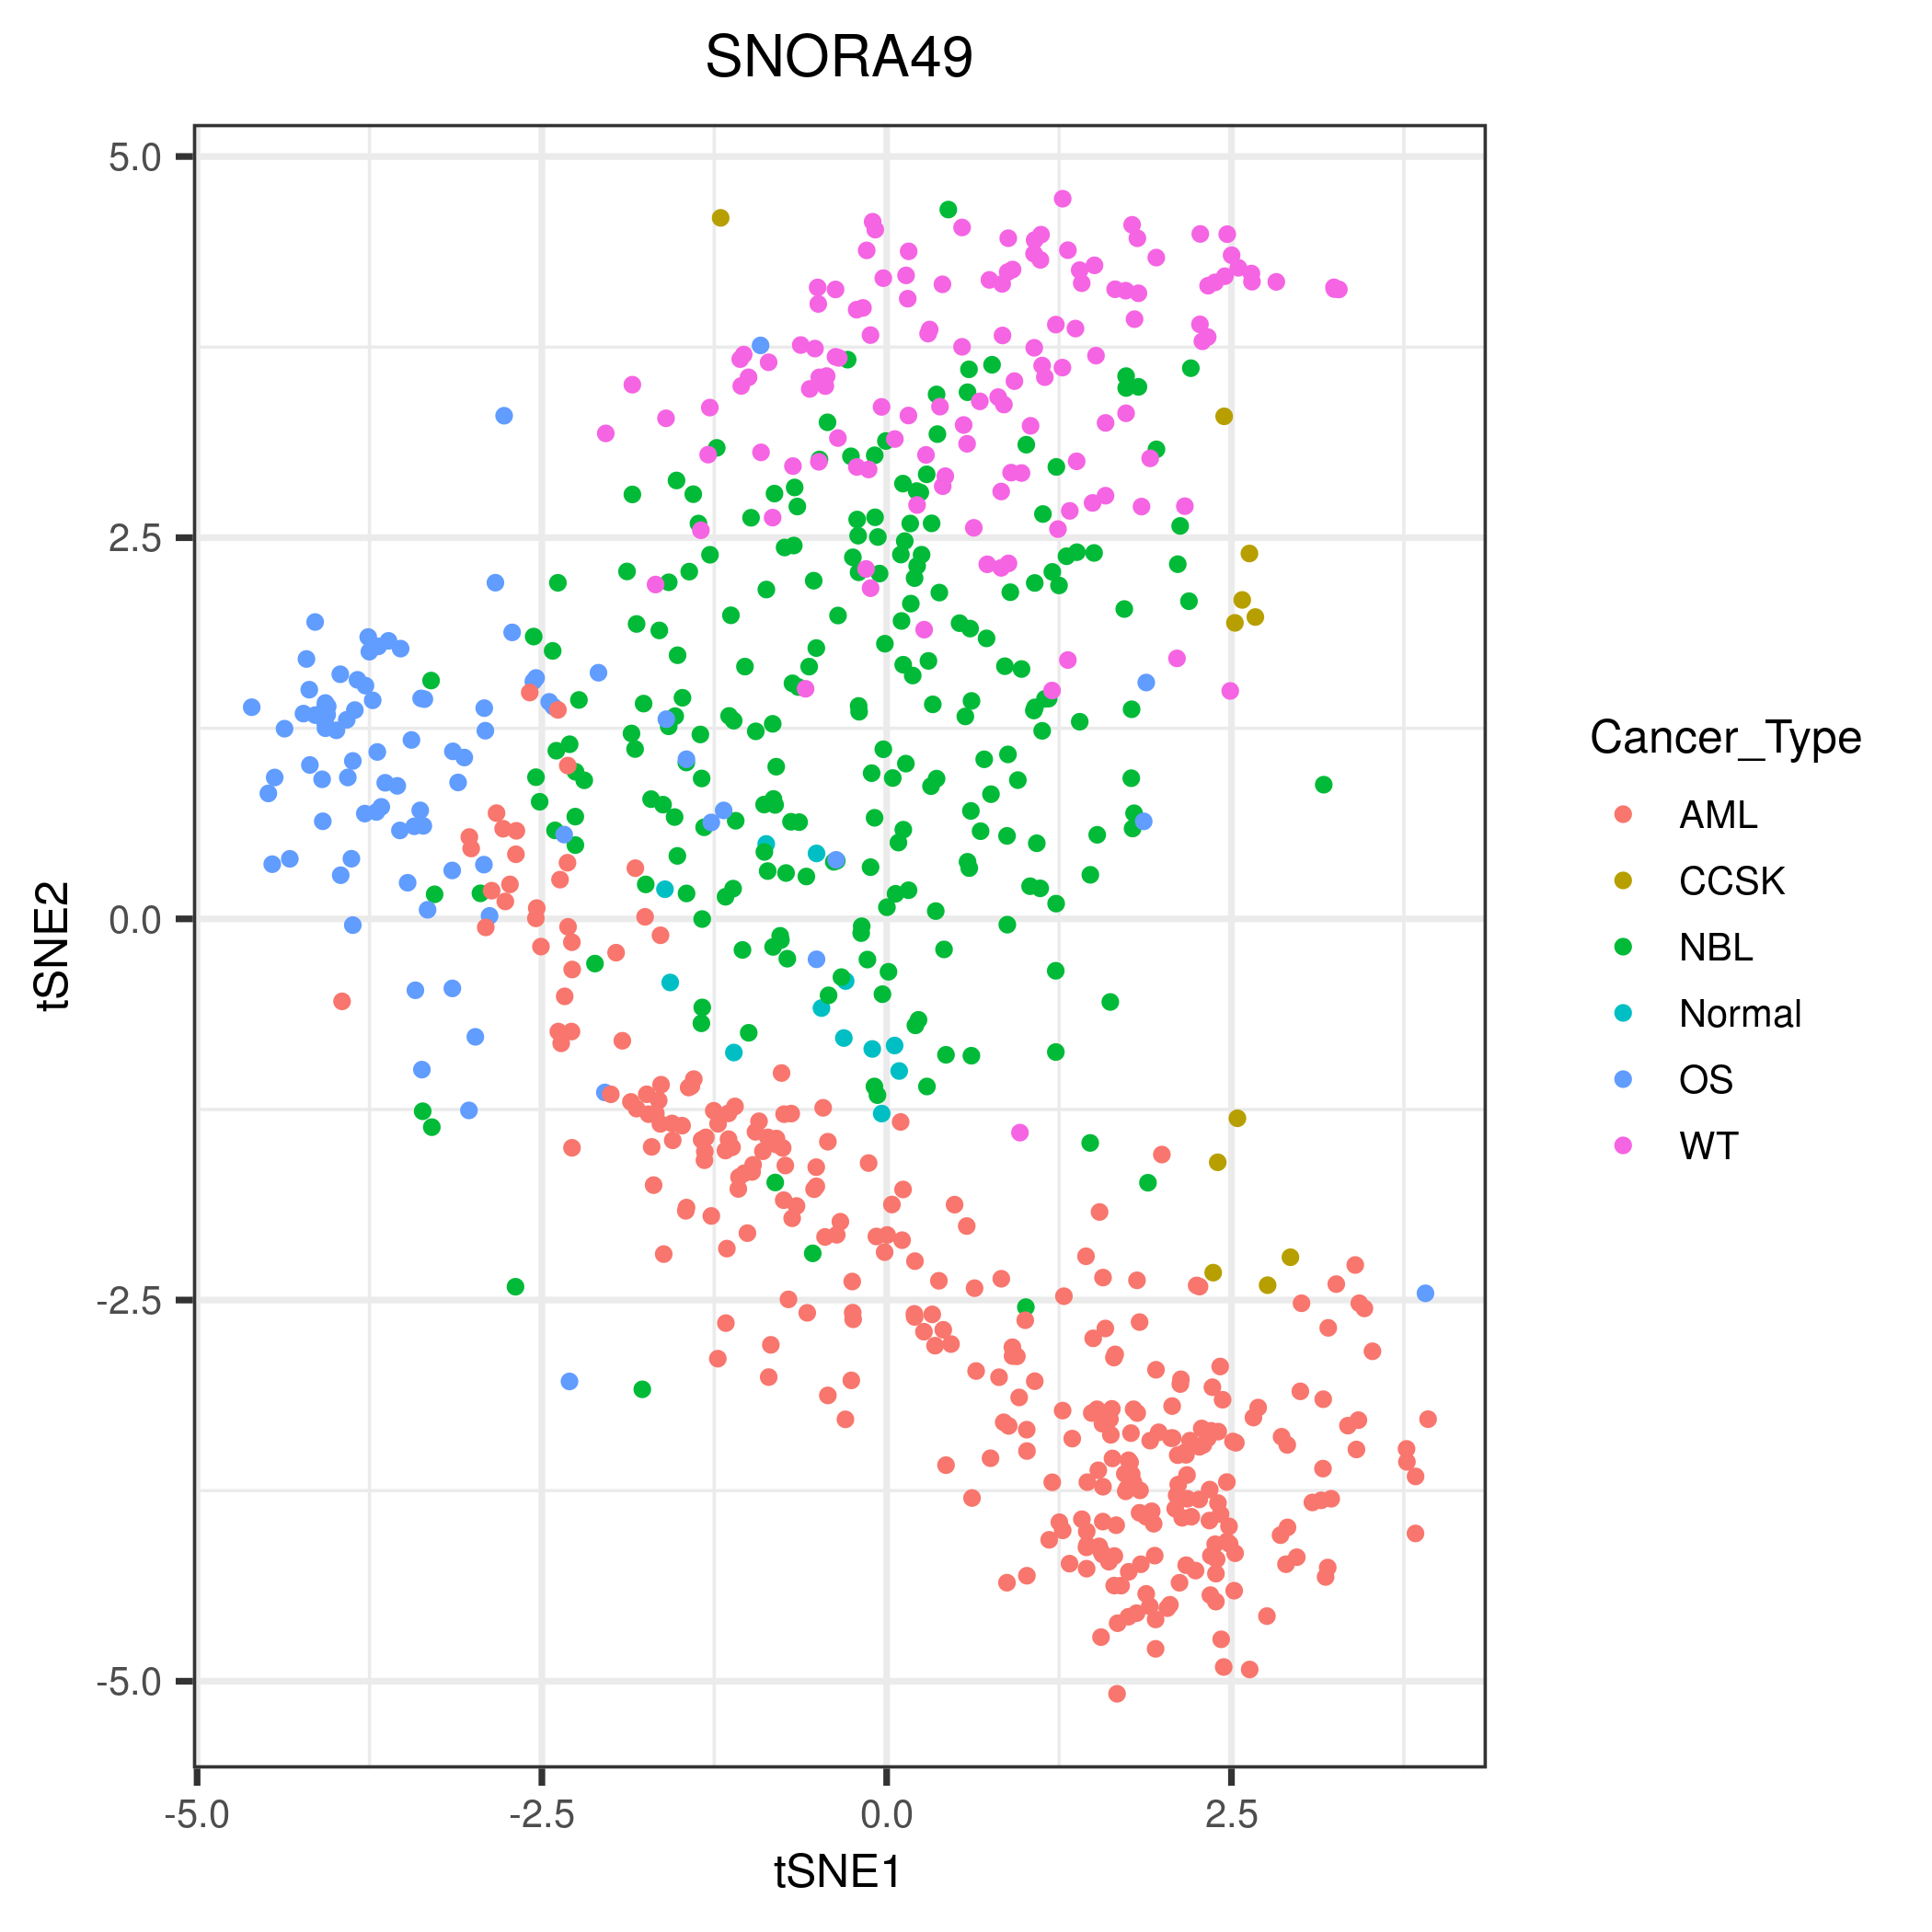 SNORA49
5.0
2.5
0.0
-2.5
-5.0
tSNE2
-5.0
-2.5
0.0
2.5
tSNE1
Cancer_Type
AML
CCSK
NBL
Normal
OS
WT